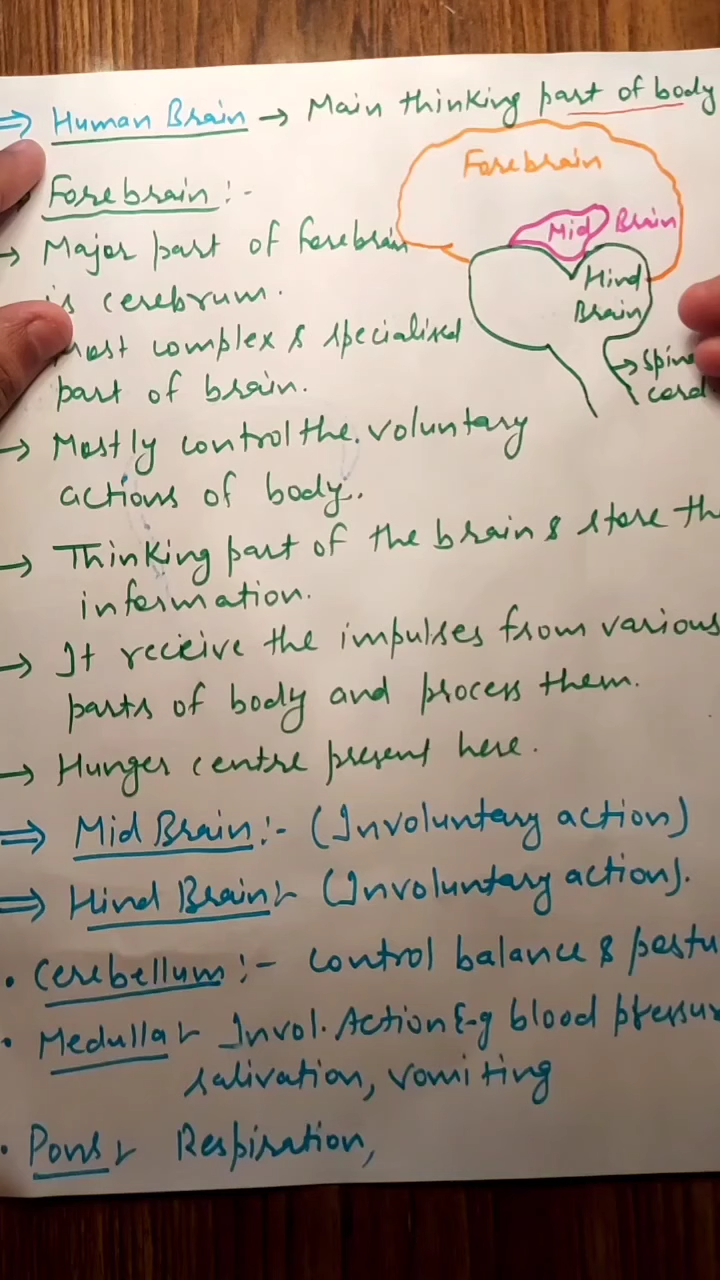 ⇒ Human Brain → Main thinking part of body
Forebrain
Mid Brain
Hind
Brain
→ Spin
cord
Forebrain :-
→ Major part of forebrain
is cerebrum.
most complex & specialised
part of brain.
→ Mostly control the voluntary
actions of body.
→ Thinking part of the brain & store th
information.
→ It receive the impulses from various
parts of body and process them.
→ Hunger centre present here.
⇒ Mid Brain :- (Involuntary action)
⇒ Hind Brain :- (Involuntary action).
• Cerebellum :- control balance & postu
• Medulla :- Invol. Action E.g blood pressur
salivation, vomiting
• Pons :- Respiration,